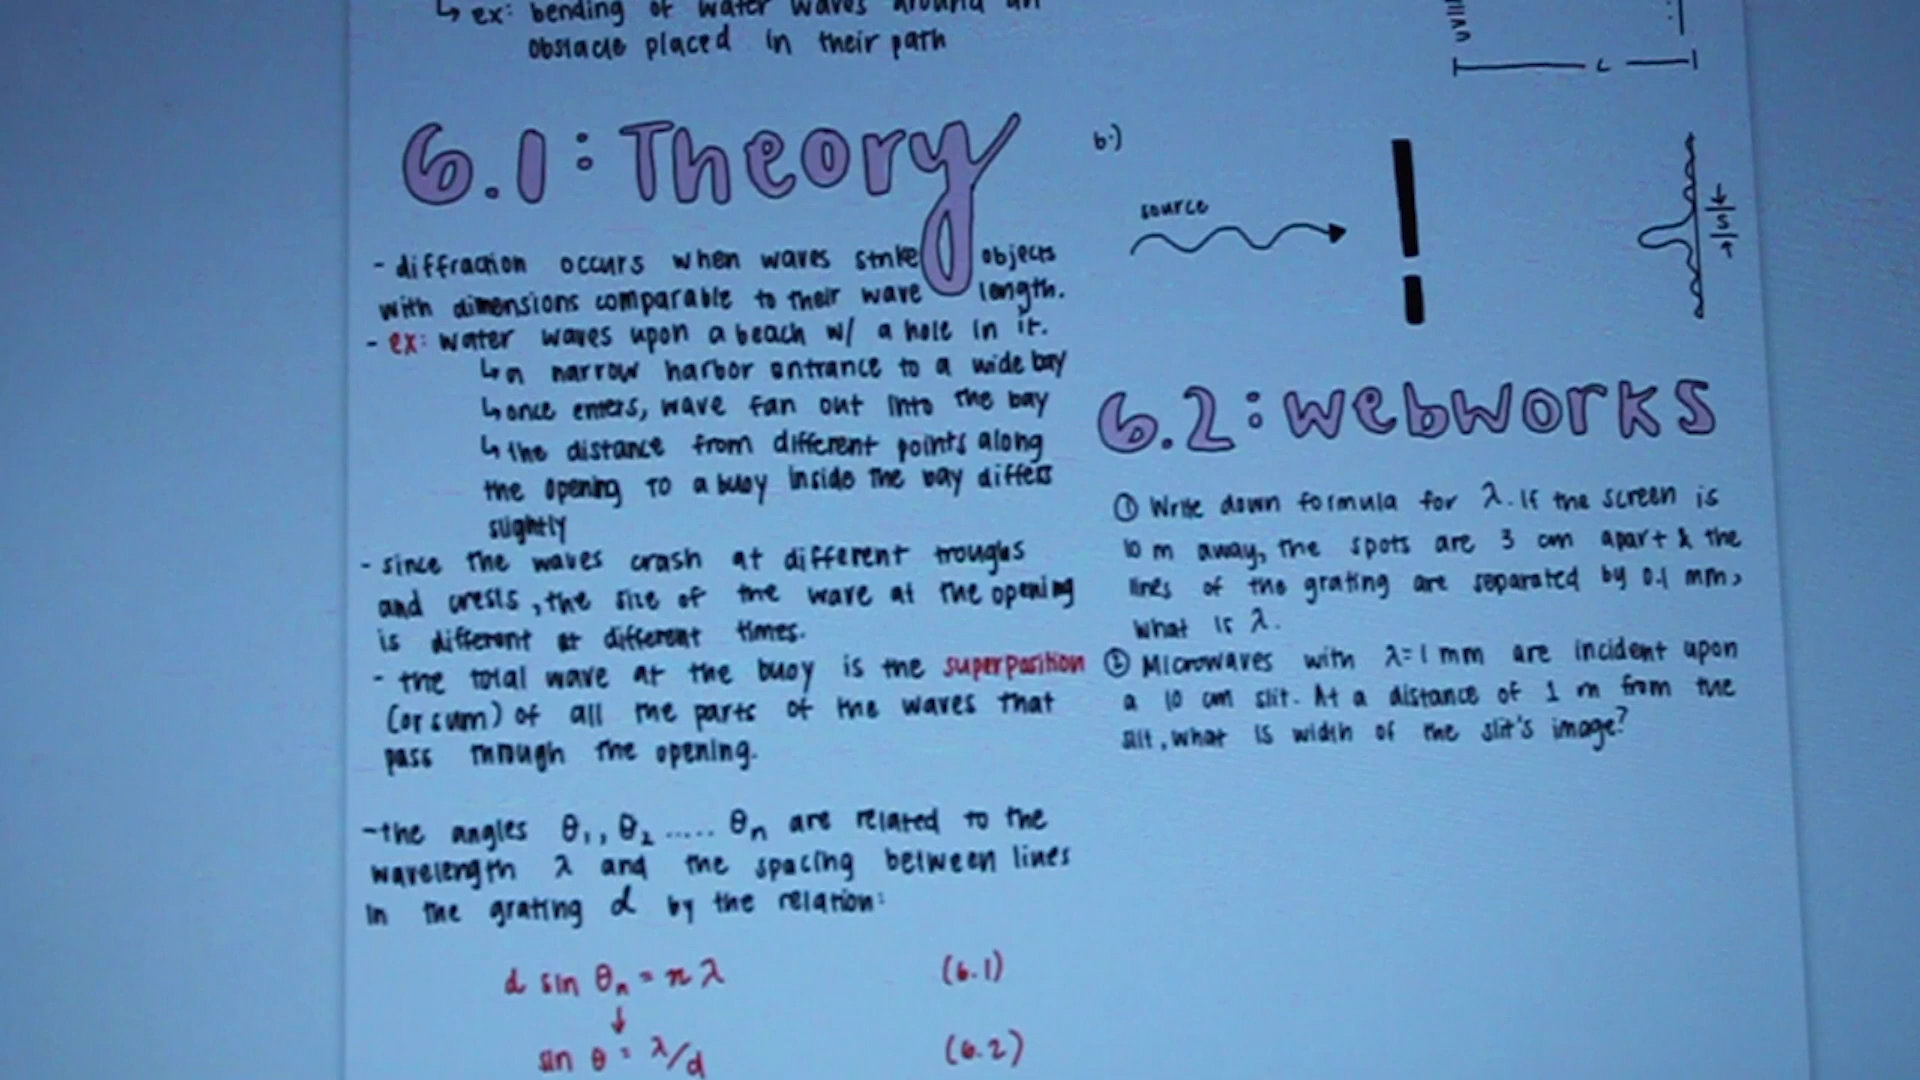 ↳ ex: bending of water waves around an
obstacle placed in their path
6.1: Theory
- diffraction occurs when waves strike objects
with dimensions comparable to their wave length.
- ex: water waves upon a beach w/ a hole in it.
↳ a narrow harbor entrance to a wide bay
↳ once enters, wave fan out into the bay
↳ the distance from different points along
the opening to a buoy inside the bay differs
slightly
- since the waves crash at different troughs
and crests, the size of the wave at the opening
is different at different times.
- the total wave at the buoy is the superposition
(or sum) of all the parts of the waves that
pass through the opening.
- the angles θ₁, θ₂ ..... θn are related to the
wavelength λ and the spacing between lines
in the grating d by the relation:
d sin θn = nλ (6.1)
↓
sin θ = λ/d (6.2)
L
b.)
source
S
6.2: Webworks
① Write down formula for λ. If the screen is
10 m away, the spots are 3 cm apart & the
lines of the grating are separated by 0.1 mm,
what is λ.
② Microwaves with λ=1 mm are incident upon
a 10 cm slit. At a distance of 1 m from the
slit, what is width of the slit's image?